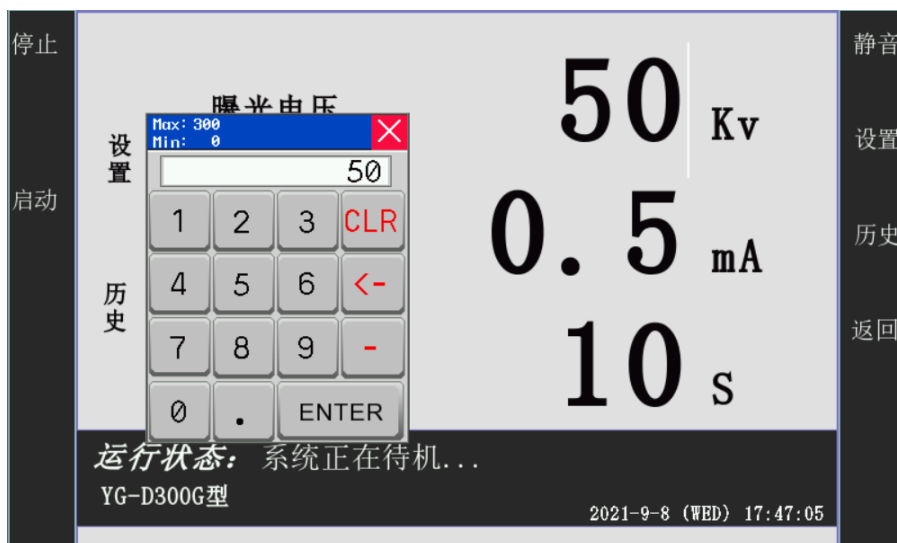 停止
启动
曝光电压
设置
历史
Max: 300
Min: 0
50
1 2 3 CLR
4 5 6 <-
7 8 9 -
0 . ENTER
50 Kv
0.5 mA
10 S
静音
设置
历史
返回
运行状态: 系统正在待机...
YG-D300G型
2021-9-8 (WED) 17:47:05